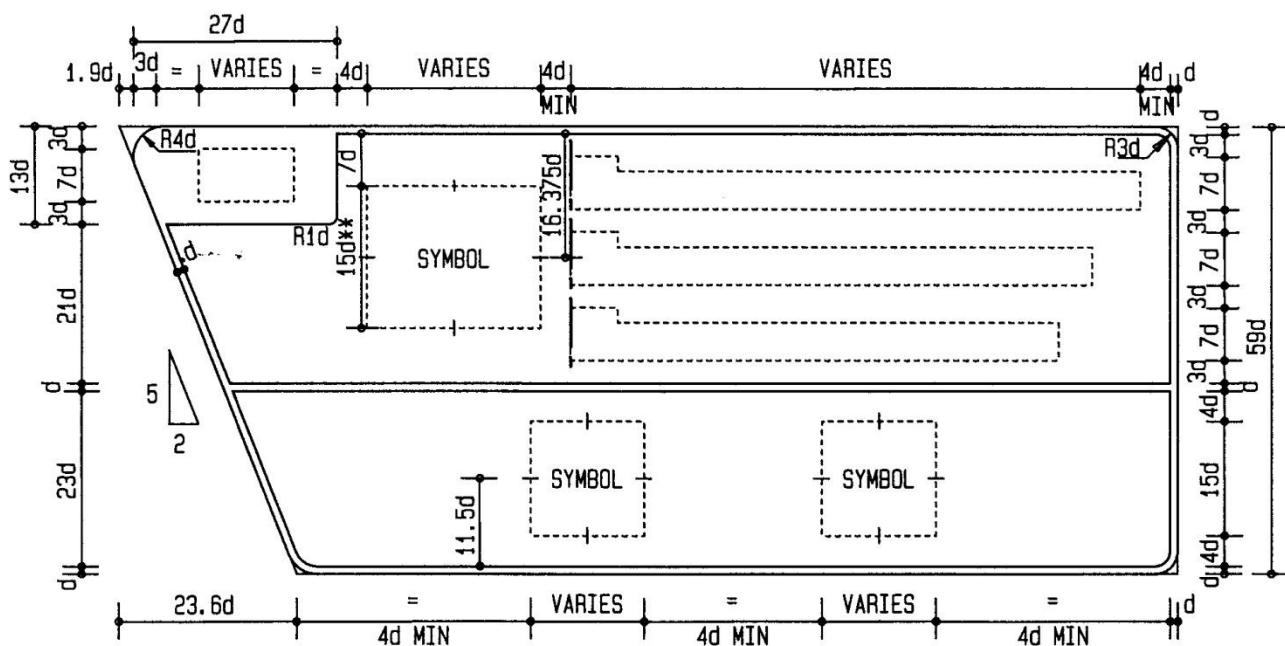 27d
1.9d 3d = VARIES = 4d VARIES 4d MIN VARIES 4d MIN d
13d
3d
7d
3d
21d
d
23d
d
R4d
R1d
d
5
2
7d
15d**
SYMBOL
16.375d
R3d
d
3d
7d
3d
7d
3d
7d
3d
d
4d
15d
4d
d
59d
11.5d
SYMBOL SYMBOL
23.6d = VARIES = VARIES = d
4d MIN 4d MIN 4d MIN